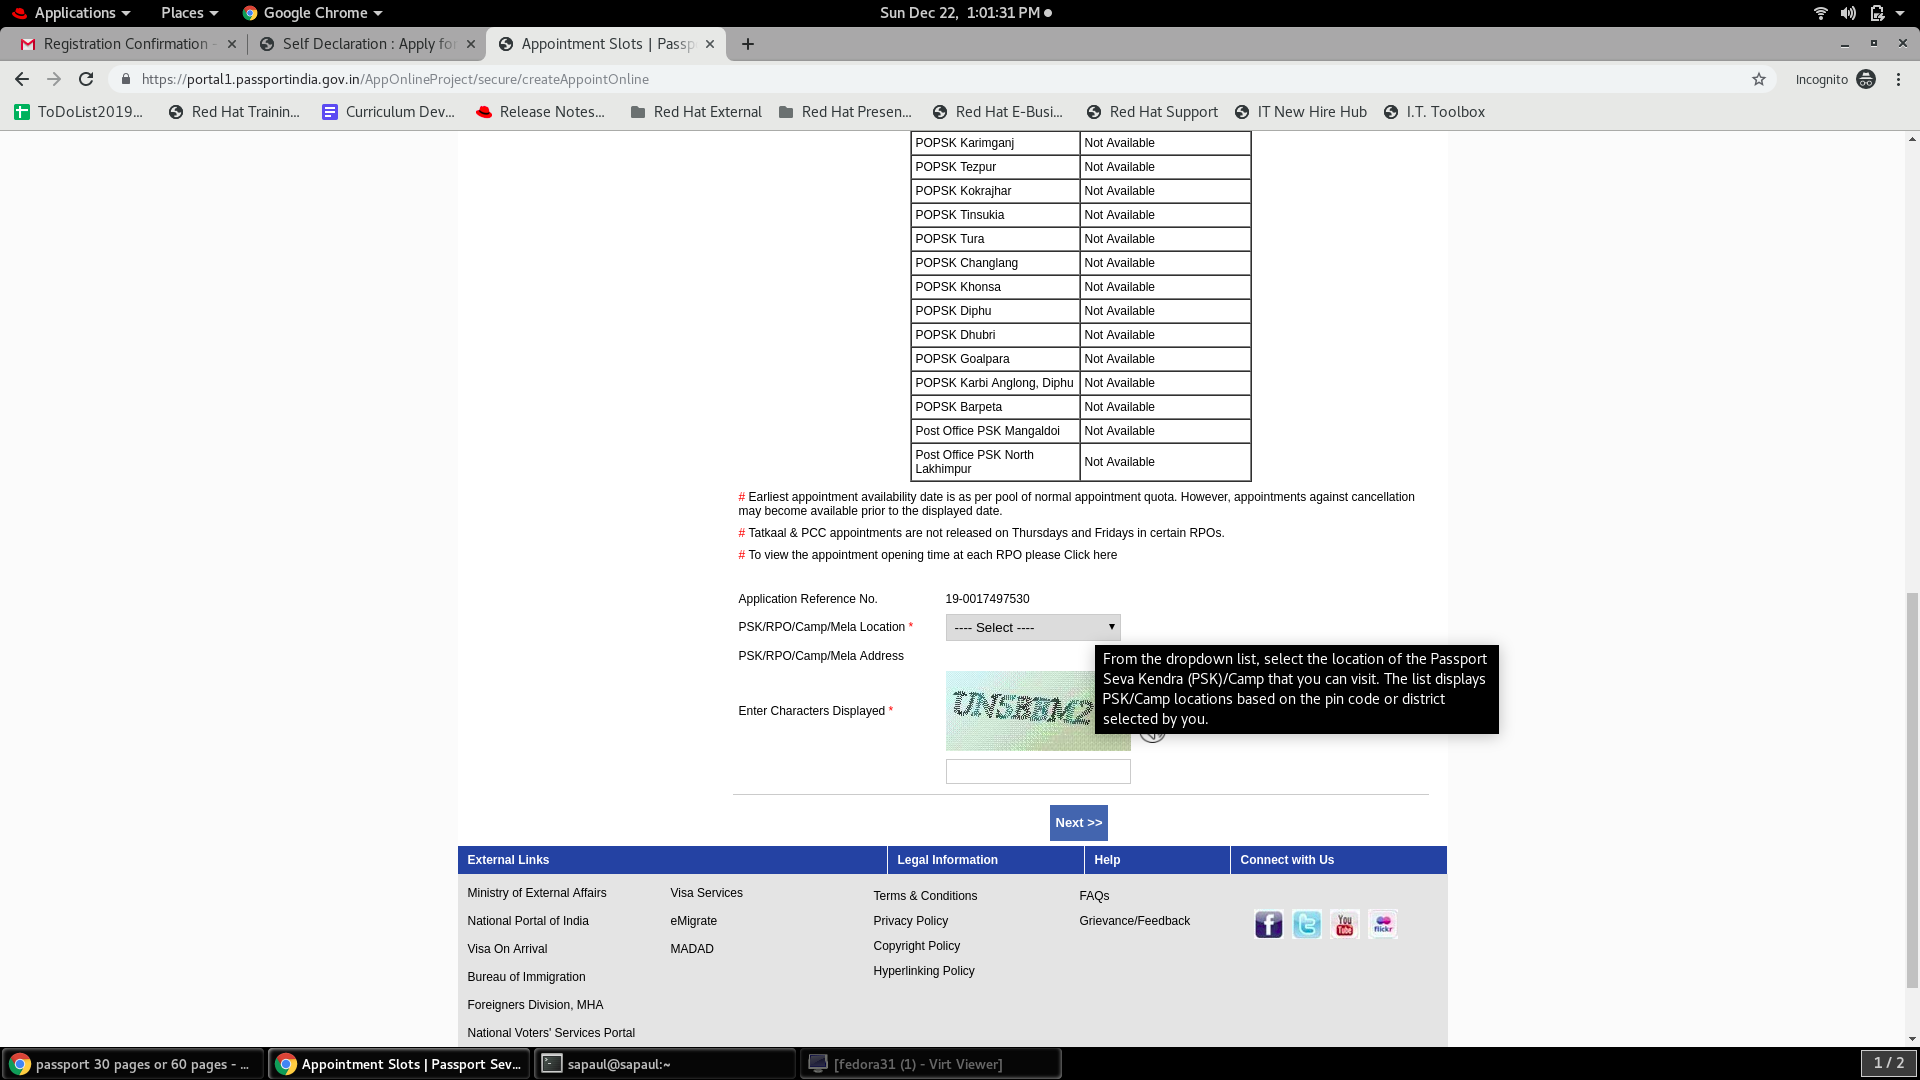 Applications
Places
Google Chrome
Sun Dec 22, 1:01:31 PM
Registration Confirmation -
Self Declaration : Apply for
Appointment Slots | Passp
https://portal1.passportindia.gov.in/AppOnlineProject/secure/createAppointOnline
Incognito
ToDoList2019...
Red Hat Trainin...
Curriculum Dev...
Release Notes...
Red Hat External
Red Hat Presen...
Red Hat E-Busi...
Red Hat Support
IT New Hire Hub
I.T. Toolbox
POPSK Karimganj Not Available
POPSK Tezpur Not Available
POPSK Kokrajhar Not Available
POPSK Tinsukia Not Available
POPSK Tura Not Available
POPSK Changlang Not Available
POPSK Khonsa Not Available
POPSK Diphu Not Available
POPSK Dhubri Not Available
POPSK Goalpara Not Available
POPSK Karbi Anglong, Diphu Not Available
POPSK Barpeta Not Available
Post Office PSK Mangaldoi Not Available
Post Office PSK North
Lakhimpur
Not Available
# Earliest appointment availability date is as per pool of normal appointment quota. However, appointments against cancellation
may become available prior to the displayed date.
# Tatkaal & PCC appointments are not released on Thursdays and Fridays in certain RPOs.
# To view the appointment opening time at each RPO please Click here
Application Reference No. 19-0017497530
PSK/RPO/Camp/Mela Location * ---- Select ----
PSK/RPO/Camp/Mela Address
From the dropdown list, select the location of the Passport
Seva Kendra (PSK)/Camp that you can visit. The list displays
PSK/Camp locations based on the pin code or district
selected by you.
Enter Characters Displayed *
Next >>
External Links
Legal Information
Help
Connect with Us
Ministry of External Affairs
National Portal of India
Visa On Arrival
Bureau of Immigration
Foreigners Division, MHA
National Voters' Services Portal
Visa Services
eMigrate
MADAD
Terms & Conditions
Privacy Policy
Copyright Policy
Hyperlinking Policy
FAQs
Grievance/Feedback
You
Tube
flickr
passport 30 pages or 60 pages - ...
Appointment Slots | Passport Sev...
sapaul@sapaul:~
[fedora31 (1) - Virt Viewer]
1 / 2